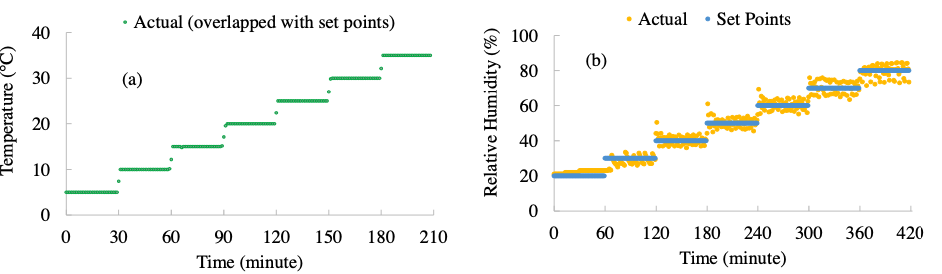 Actual (overlapped with set points)
40
30
20
10
0
Temperature (°C)
(a)
0 30 60 90 120 150 180 210
Time (minute)
Actual Set Points
100
80
60
40
20
0
Relative Humidity (%)
(b)
0 60 120 180 240 300 360 420
Time (minute)